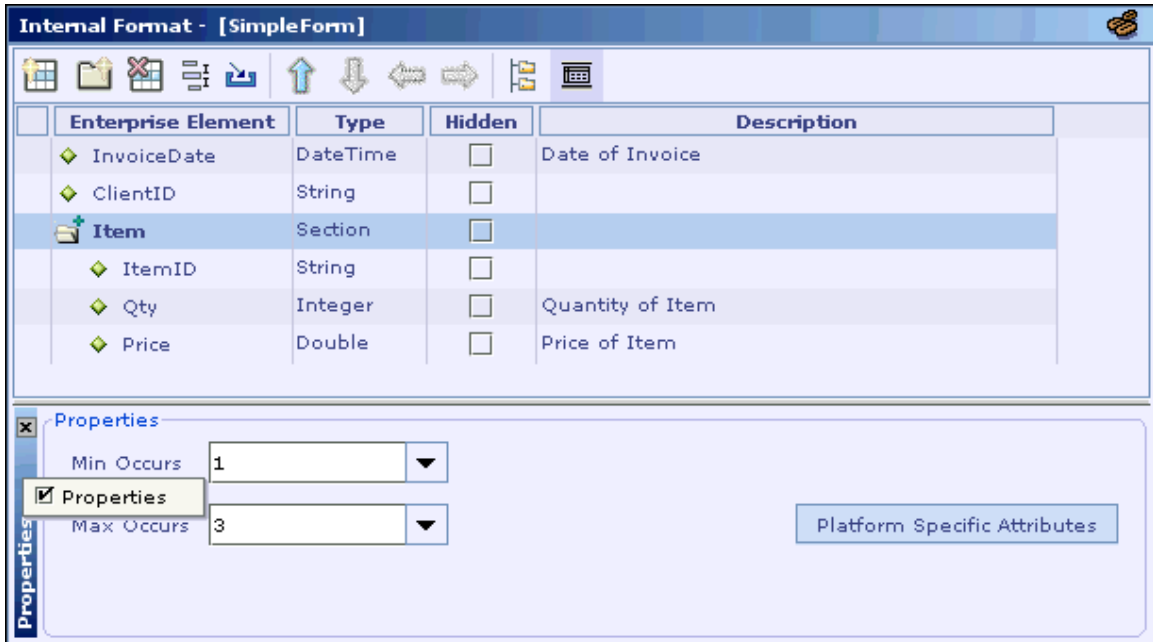 Internal Format - [SimpleForm]
Enterprise Element Type Hidden Description
InvoiceDate DateTime Date of Invoice
ClientID String
Item Section
ItemID String
Qty Integer Quantity of Item
Price Double Price of Item
Properties
Min Occurs 1
Properties
Max Occurs 3
Platform Specific Attributes
Properties